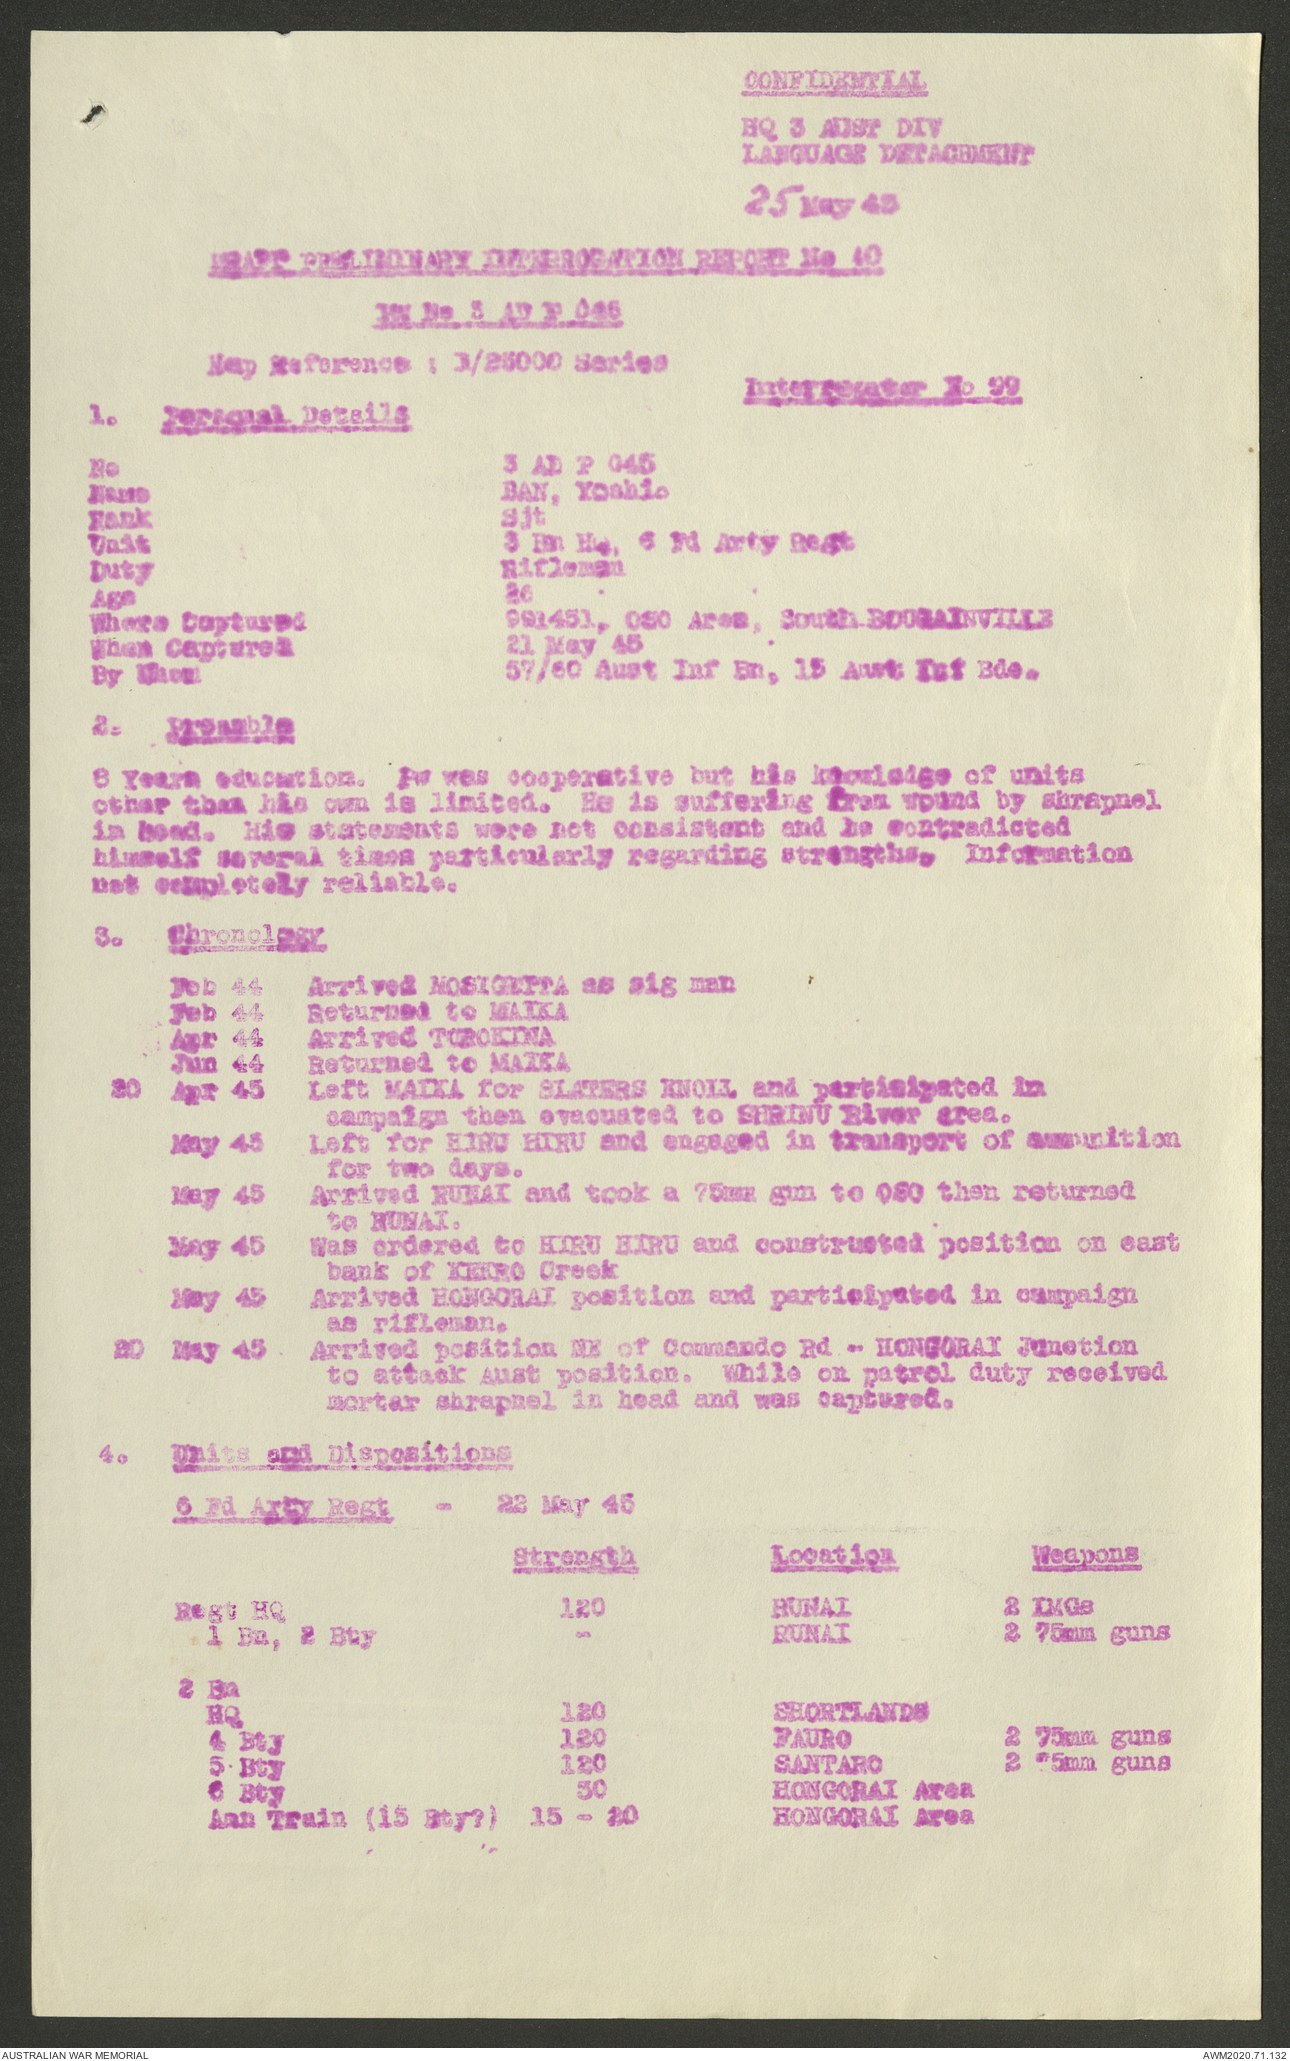 CONFIDENTIAL
HQ 3 AUST DIV
LANGUAGE DETACHMENT
25 May 45
DRAFT PRELIMINARY INTERROGATION REPORT No 40
PW No 3 AD P 045
Map Reference : 1/25000 Series
Interrogator No 99
1. Personal Details
No 3 AD P 045
Name BAN, Yoshio
Rank Sjt
Unit 3 Bn HQ, 6 Fd Arty Regt
Duty Rifleman
Age 26
Where Captured 991451, OSO Area, South BOUGAINVILLE
When Captured 21 May 45
By Whom 57/60 Aust Inf Bn, 15 Aust Inf Bde.
2. Preamble
8 Years education. Pw was cooperative but his knowledge of units
other than his own is limited. He is suffering from wound by shrapnel
in head. His statements were not consistent and he contradicted
himself several times particularly regarding strengths. Information
not completely reliable.
3. Chronology
Feb 44 Arrived MOSIGETTA as sig man
Feb 44 Returned to MAIKA
Apr 44 Arrived TOROKINA
Jun 44 Returned to MAIKA
20 Apr 45 Left MAIKA for SLATERS KNOLL and participated in
campaign then evacuated to SHRINU River area.
May 45 Left for HIRU HIRU and engaged in transport of ammunition
for two days.
May 45 Arrived RUNAI and took a 75mm gun to OSO then returned
to RUNAI.
May 45 Was ordered to HIRU HIRU and constructed position on east
bank of KEKRO Creek
May 45 Arrived HONGORAI position and participated in campaign
as rifleman.
20 May 45 Arrived position NE of Commando Rd - HONGORAI Junction
to attack Aust position. While on patrol duty received
mortar shrapnel in head and was captured.
4. Units and Dispositions
6 Fd Arty Regt - 22 May 45
Strength Location Weapons
Regt HQ 120 RUNAI 2 LMGs
1 Bn, 2 Bty - RUNAI 2 75mm guns
2 Bn
HQ 120 SHORTLANDS
4 Bty 120 FAURO 2 75mm guns
5 Bty 120 SANTARO 2 75mm guns
6 Bty 50 HONGORAI Area
Amn Train (15 Bty?) 15 - 20 HONGORAI Area
AUSTRALIAN WAR MEMORIAL
AWM2020.71.132